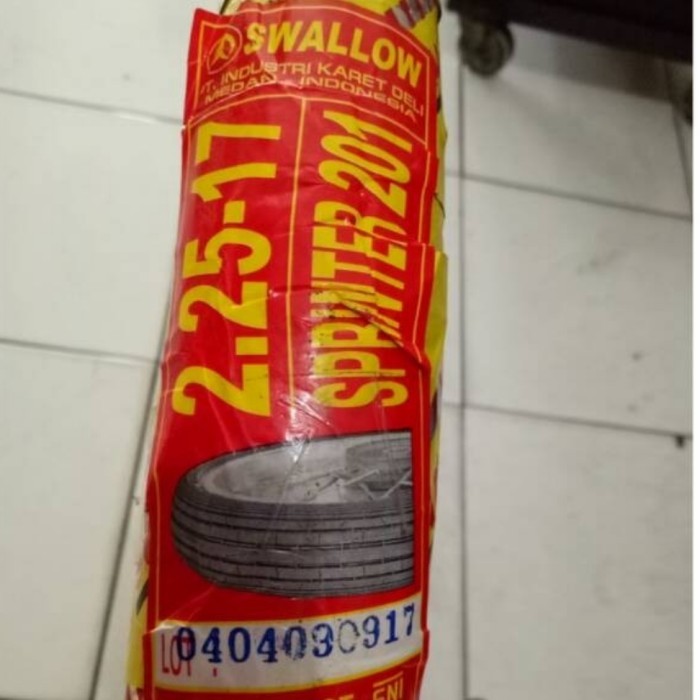 SWALLOW
PT. INDUSTRI KARET DELI
MEDAN - INDONESIA
2.25-17
SPRINTER 201
LOT : 0404030917